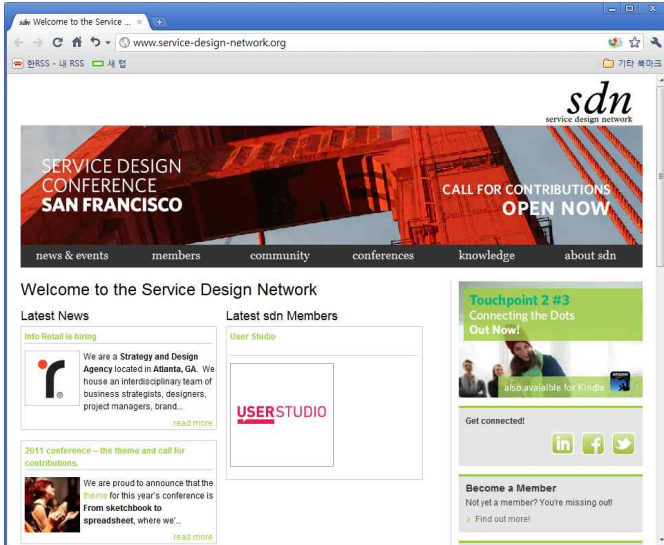 sdn Welcome to the Service ...
www.service-design-network.org
한RSS - 내 RSS
새 탭
기타 북마크
sdn
service design network
SERVICE DESIGN
CONFERENCE
SAN FRANCISCO
CALL FOR CONTRIBUTIONS
OPEN NOW
news & events members community conferences knowledge about sdn
Welcome to the Service Design Network
Latest News
Info Retail is hiring
We are a Strategy and Design
Agency located in Atlanta, GA. We
house an interdisciplinary team of
business strategists, designers,
project managers, brand...
read more
2011 conference – the theme and call for
contributions.
We are proud to announce that the
theme for this year's conference is
From sketchbook to
spreadsheet, where we'...
read more
Latest sdn Members
User Studio
USERSTUDIO
Touchpoint 2 #3
Connecting the Dots
Out Now!
also avaialble for Kindle
amazon
Get connected!
in f
Become a Member
Not yet a member? You're missing out!
> Find out more!